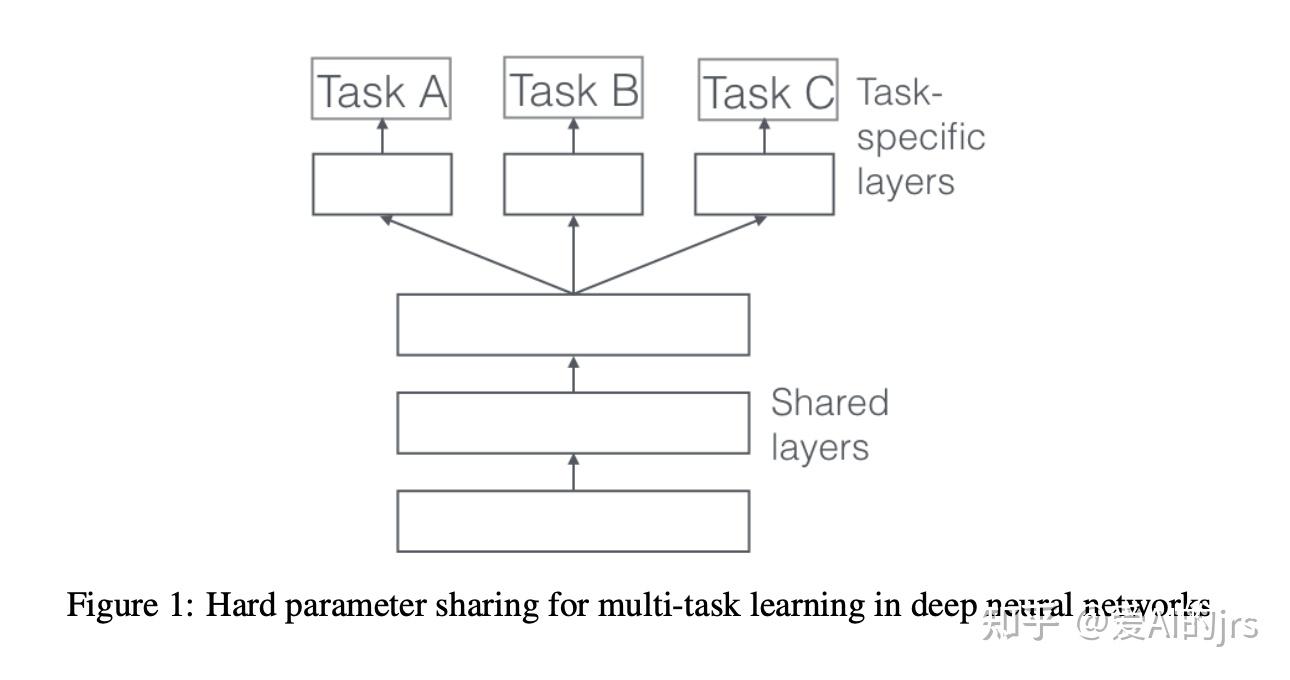 Task A Task B Task C Task-
specific
layers
Shared
layers
Figure 1: Hard parameter sharing for multi-task learning in deep neural networks
知乎 @爱AI的jrs